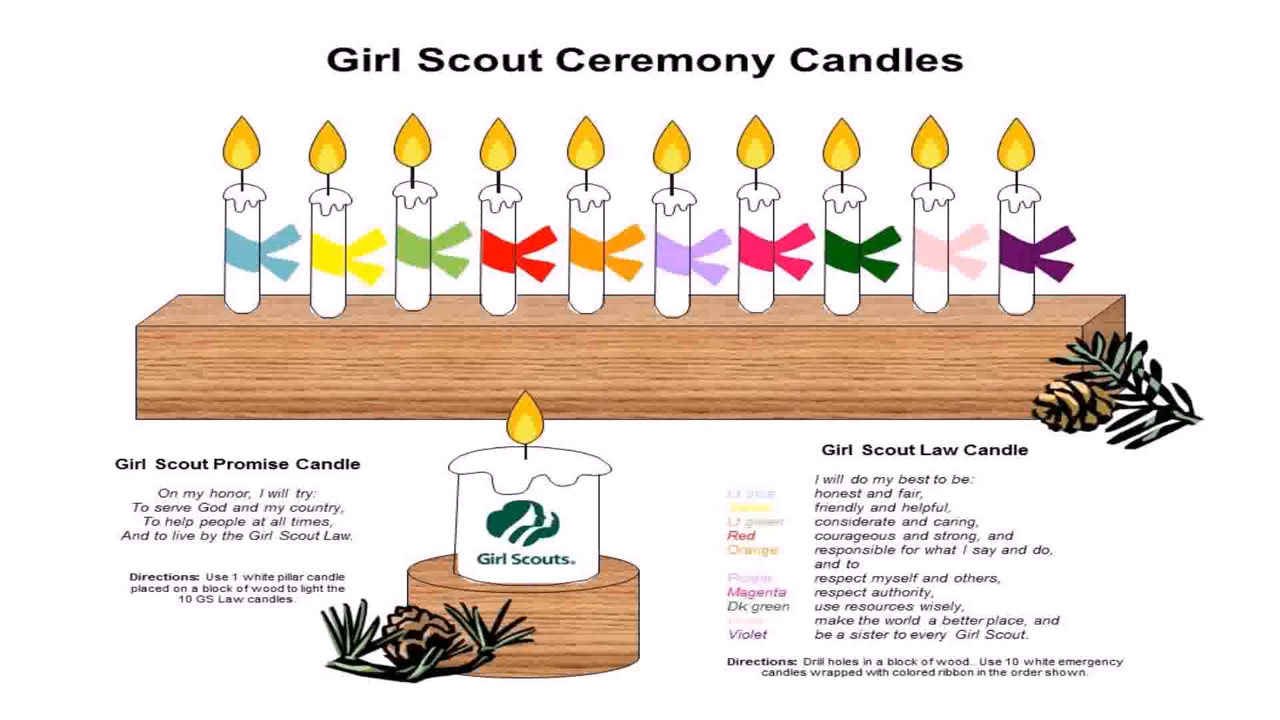 Girl Scout Ceremony Candles
Girl Scout Promise Candle
On my honor, I will try:
To serve God and my country,
To help people at all times,
And to live by the Girl Scout Law.
Directions: Use 1 white pillar candle
placed on a block of wood to light the
10 GS Law candles.
Girl Scouts.
Girl Scout Law Candle
I will do my best to be:
Lt blue honest and fair,
friendly and helpful,
Lt green considerate and caring,
Red courageous and strong, and
Orange responsible for what I say and do,
and to
respect myself and others,
Magenta respect authority,
Dk green use resources wisely,
make the world a better place, and
Violet be a sister to every Girl Scout.
Directions: Drill holes in a block of wood. Use 10 white emergency
candles wrapped with colored ribbon in the order shown.